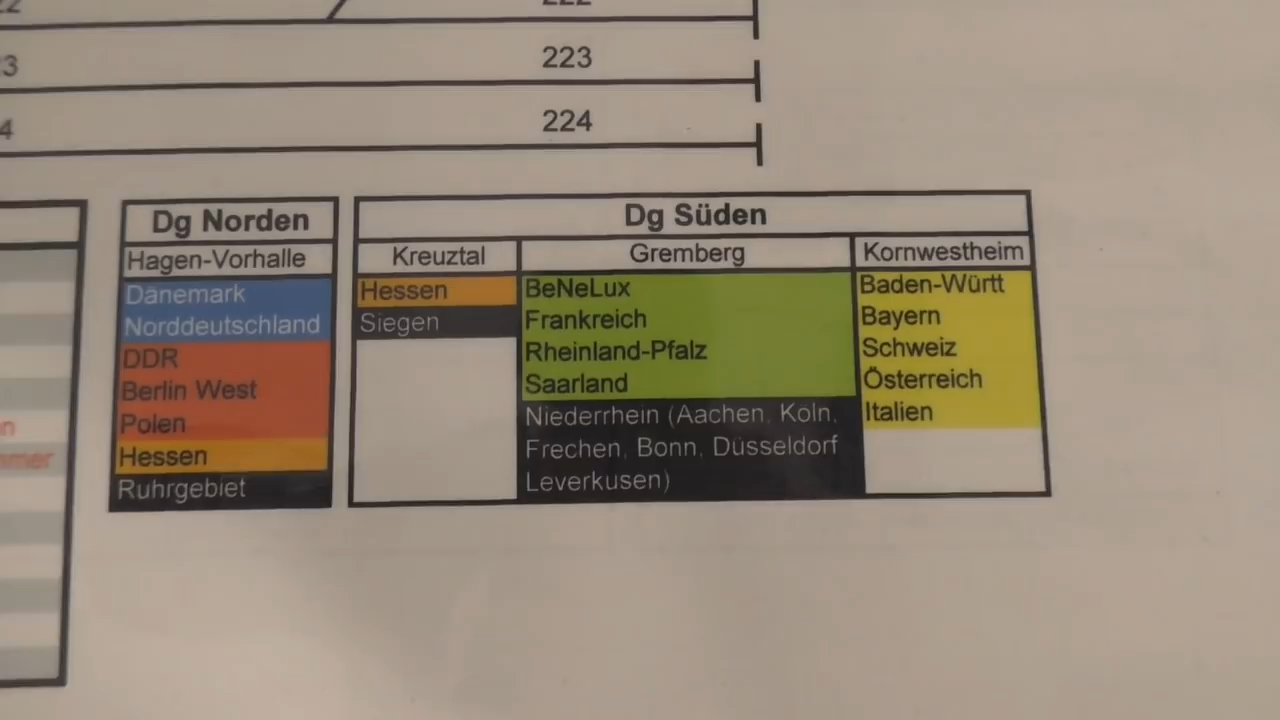 223
224
Dg Norden
Hagen-Vorhalle
Dänemark
Norddeutschland
DDR
Berlin West
Polen
Hessen
Ruhrgebiet
Dg Süden
Kreuztal
Hessen
Siegen
Gremberg
BeNeLux
Frankreich
Rheinland-Pfalz
Saarland
Niederrhein (Aachen, Köln,
Frechen, Bonn, Düsseldorf
Leverkusen)
Kornwestheim
Baden-Württ
Bayern
Schweiz
Österreich
Italien